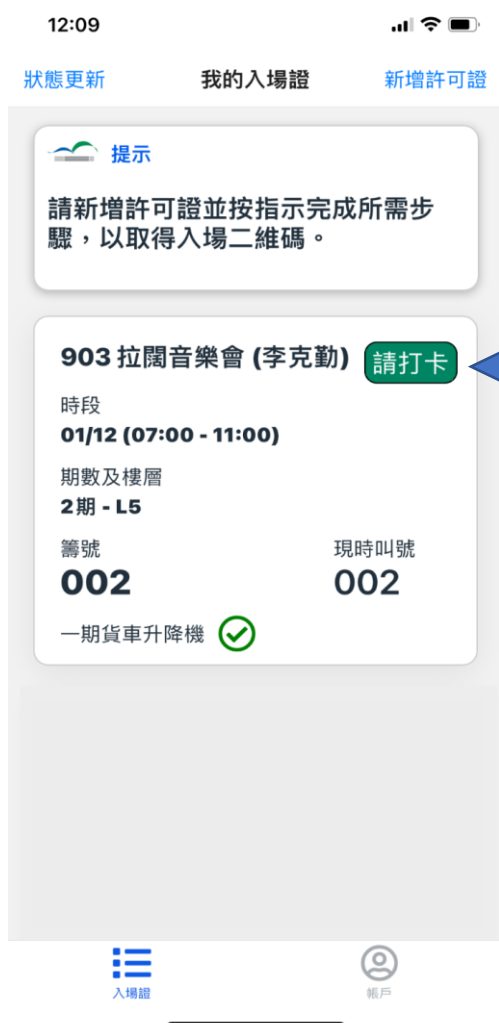 12:09
狀態更新 我的入場證 新增許可證
提示
請新增許可證並按指示完成所需步
驟,以取得入場二維碼。
903 拉闊音樂會 (李克勤) 請打卡
時段
01/12 (07:00 - 11:00)
期數及樓層
2期 - L5
籌號 現時叫號
002 002
一期貨車升降機
入場證 帳戶